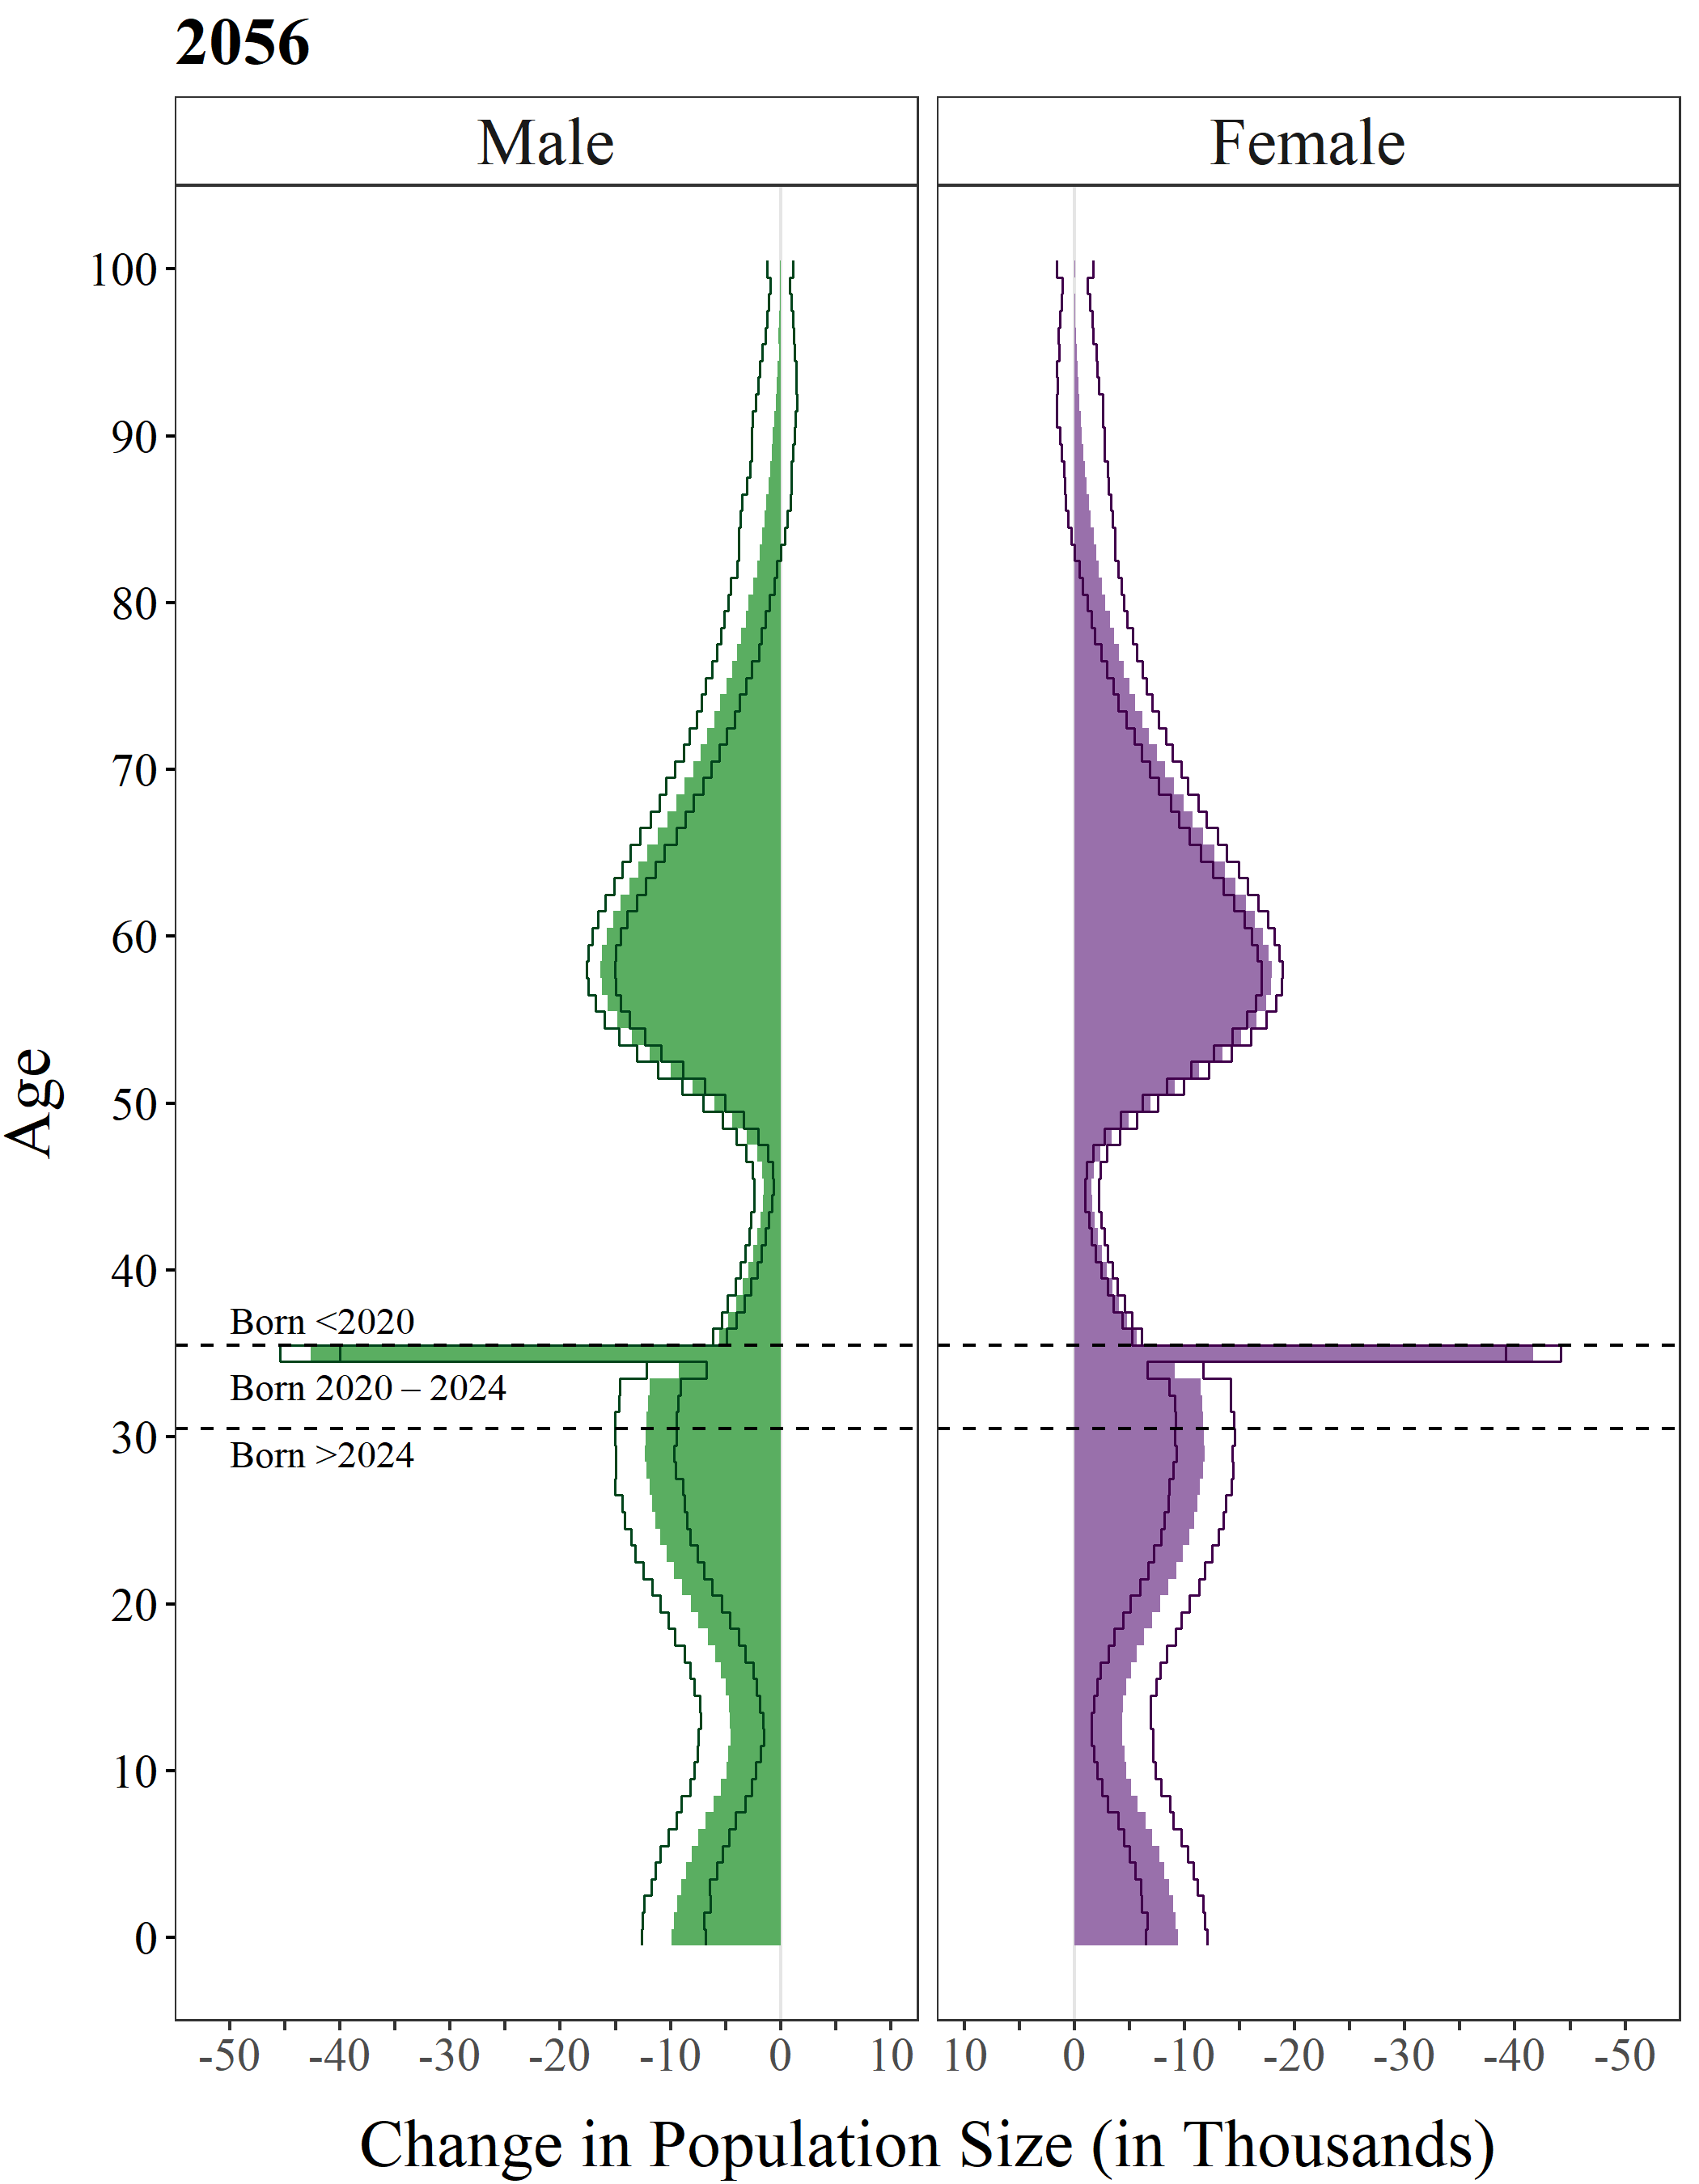 2056
Male
Female
Age
100
90
80
70
60
50
40
30
20
10
0
Born <2020
Born 2020 – 2024
Born >2024
-50 -40 -30 -20 -10 0 10 10 0 -10 -20 -30 -40 -50
Change in Population Size (in Thousands)